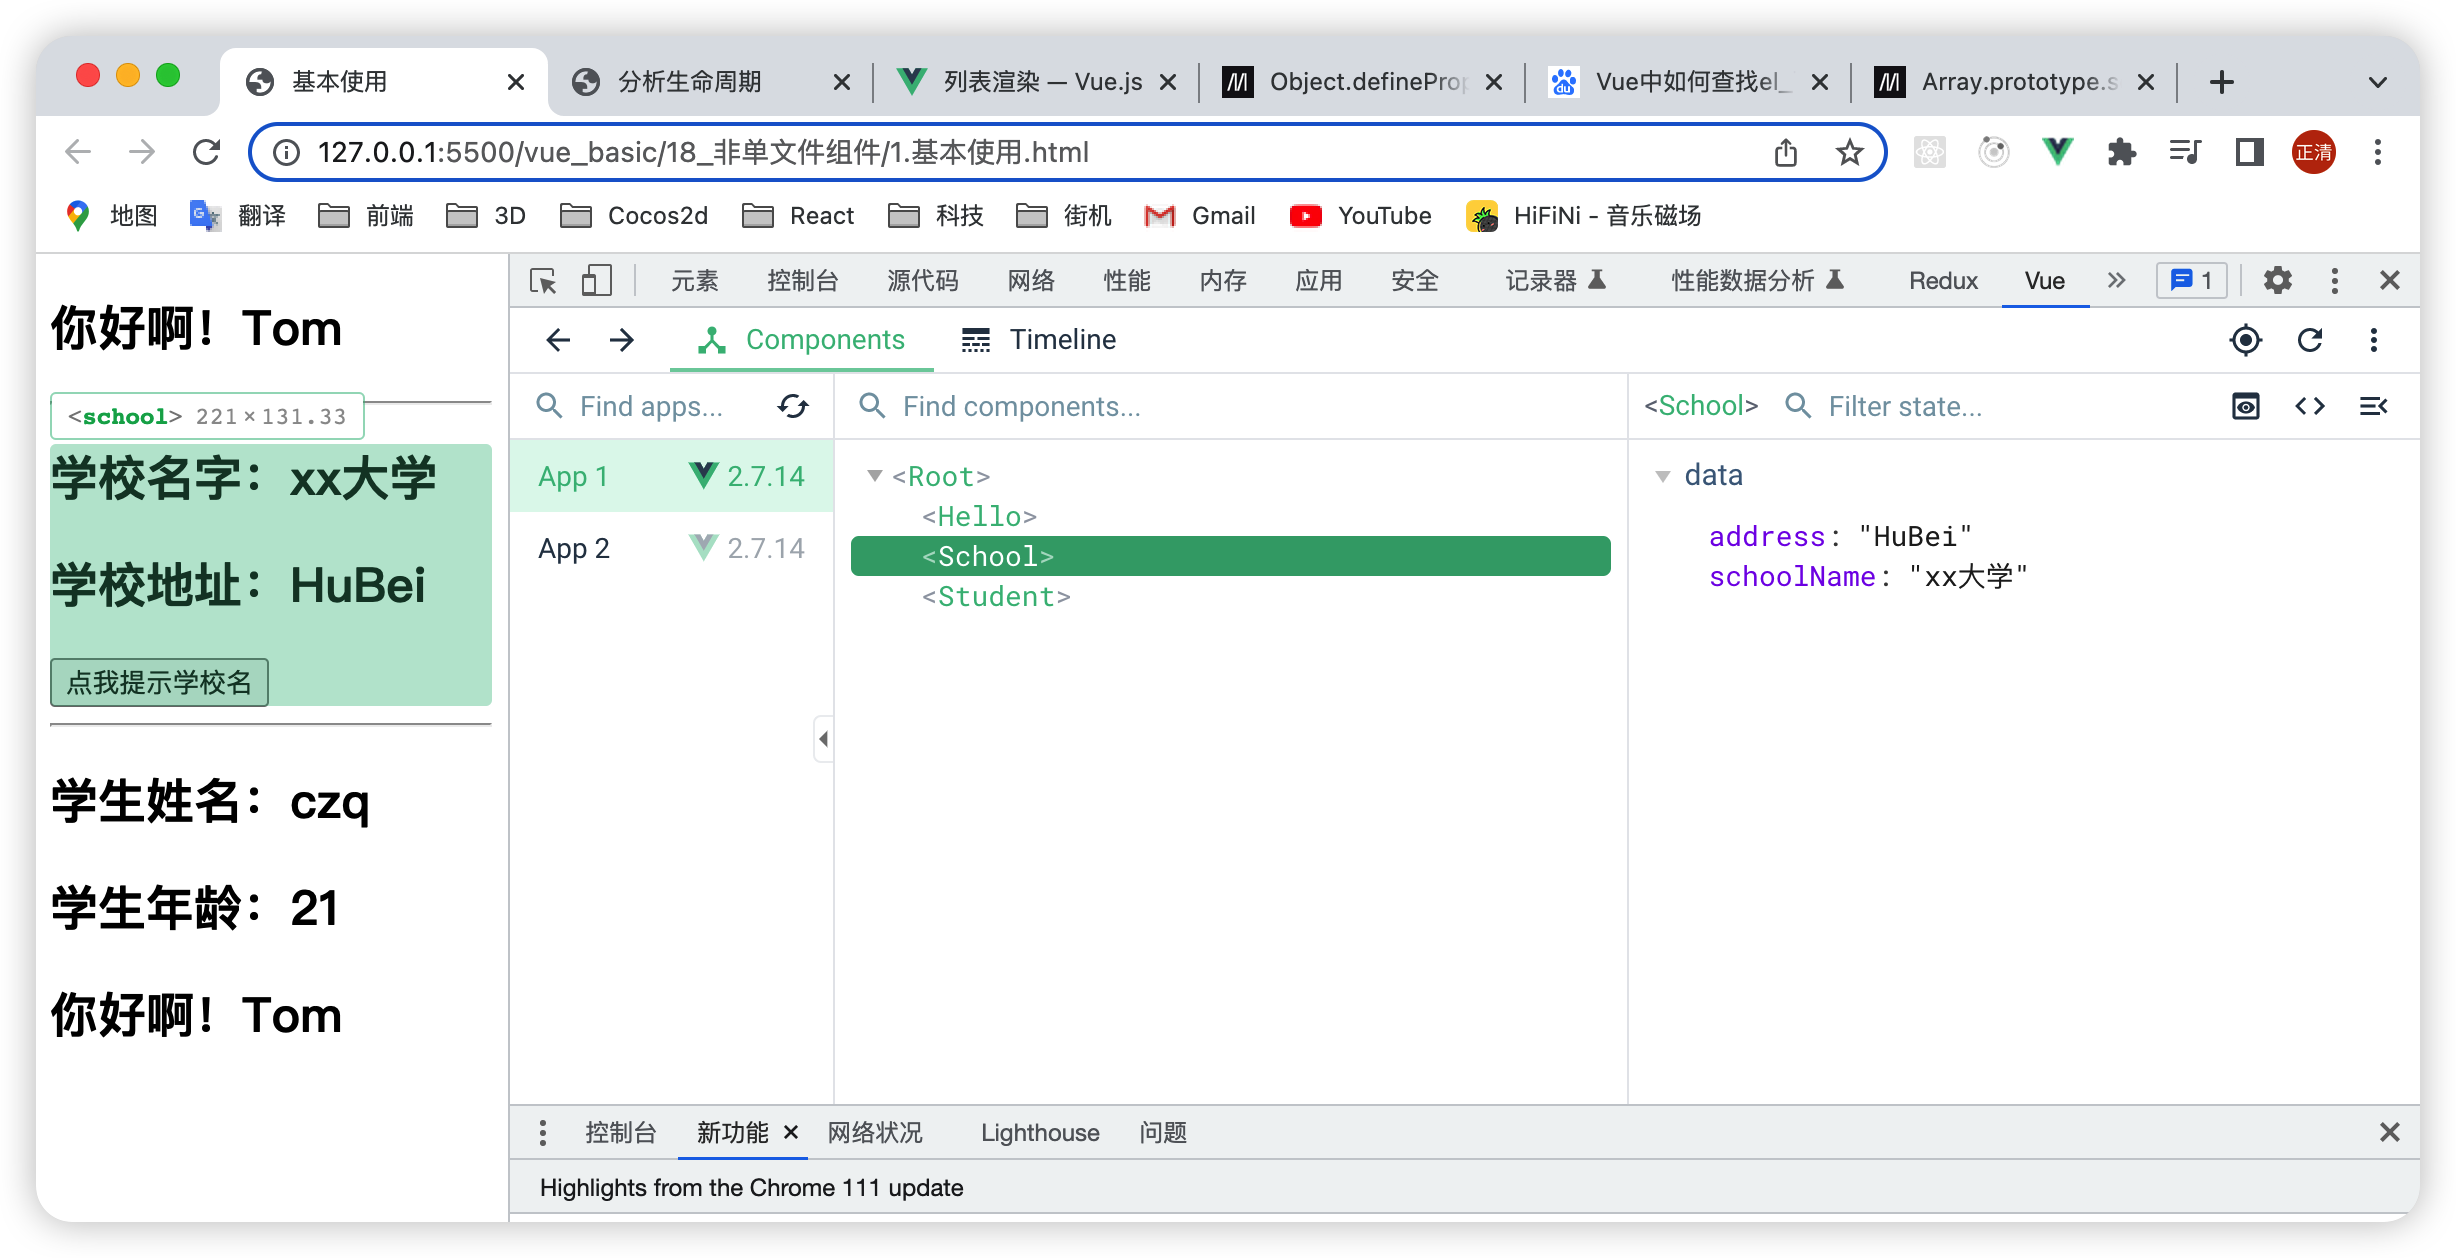 基本使用
分析生命周期
列表渲染 — Vue.js
Object.defineProp
Vue中如何查找el_
Array.prototype.s
127.0.0.1:5500/vue_basic/18_非单文件组件/1.基本使用.html
正清
地图 翻译 前端 3D Cocos2d React 科技 街机 Gmail YouTube HiFiNi - 音乐磁场
元素 控制台 源代码 网络 性能 内存 应用 安全 记录器 性能数据分析 Redux Vue 1
Components Timeline
Find apps... Find components... <School> Filter state...
App 1 2.7.14
App 2 2.7.14
<Root>
<Hello>
<School>
<Student>
data
address: "HuBei"
schoolName: "xx大学"
你好啊！Tom
<school> 221×131.33
学校名字：xx大学
学校地址：HuBei
点我提示学校名
学生姓名：czq
学生年龄：21
你好啊！Tom
控制台 新功能 网络状况 Lighthouse 问题
Highlights from the Chrome 111 update